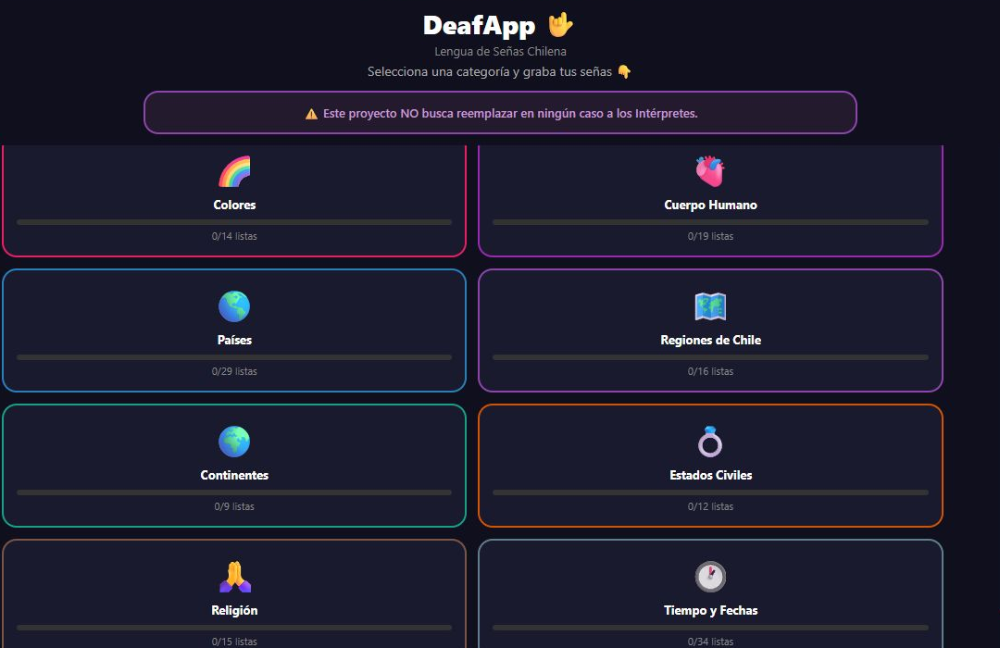 DeafApp 🤟
Lengua de Señas Chilena
Selecciona una categoría y graba tus señas 👇
⚠️ Este proyecto NO busca reemplazar en ningún caso a los Intérpretes.
Colores
0/14 listas
Cuerpo Humano
0/19 listas
Países
0/29 listas
Regiones de Chile
0/16 listas
Continentes
0/9 listas
Estados Civiles
0/12 listas
Religión
0/15 listas
Tiempo y Fechas
0/34 listas